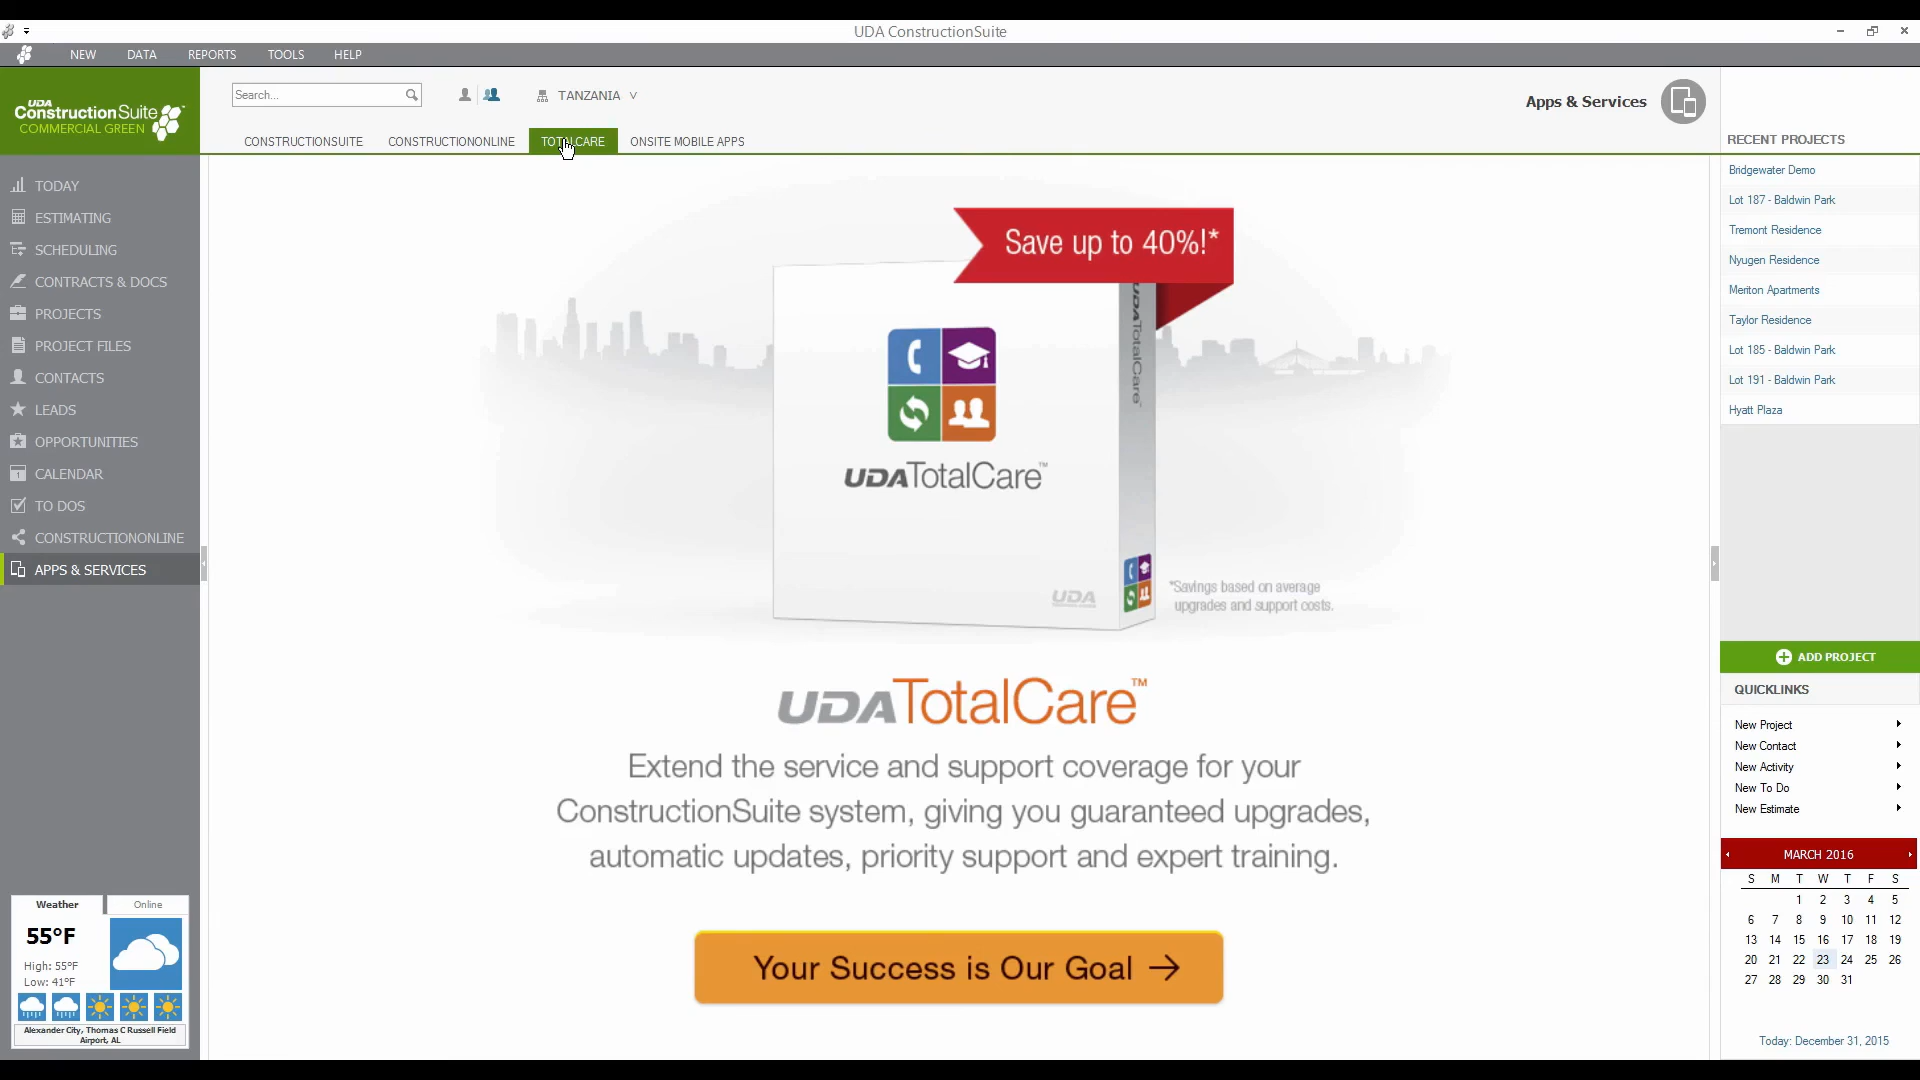 UDA ConstructionSuite
NEW DATA REPORTS TOOLS HELP
UDA
ConstructionSuite™
COMMERCIAL GREEN
Search...
TANZANIA
Apps & Services
CONSTRUCTIONSUITE CONSTRUCTIONONLINE TOTALCARE ONSITE MOBILE APPS
TODAY
ESTIMATING
SCHEDULING
CONTRACTS & DOCS
PROJECTS
PROJECT FILES
CONTACTS
LEADS
OPPORTUNITIES
CALENDAR
TO DOS
CONSTRUCTIONONLINE
APPS & SERVICES
Weather Online
55°F
High: 55°F
Low: 41°F
Alexander City, Thomas C Russell Field
Airport, AL
Save up to 40%!*
UDATotalCare™
UDATotalCare™
UDA
*Savings based on average
upgrades and support costs.
UDATotalCare™
Extend the service and support coverage for your
ConstructionSuite system, giving you guaranteed upgrades,
automatic updates, priority support and expert training.
Your Success is Our Goal →
RECENT PROJECTS
Bridgewater Demo
Lot 187 - Baldwin Park
Tremont Residence
Nyugen Residence
Meriton Apartments
Taylor Residence
Lot 185 - Baldwin Park
Lot 191 - Baldwin Park
Hyatt Plaza
ADD PROJECT
QUICKLINKS
New Project
New Contact
New Activity
New To Do
New Estimate
MARCH 2016
S M T W T F S
1 2 3 4 5
6 7 8 9 10 11 12
13 14 15 16 17 18 19
20 21 22 23 24 25 26
27 28 29 30 31
Today: December 31, 2015